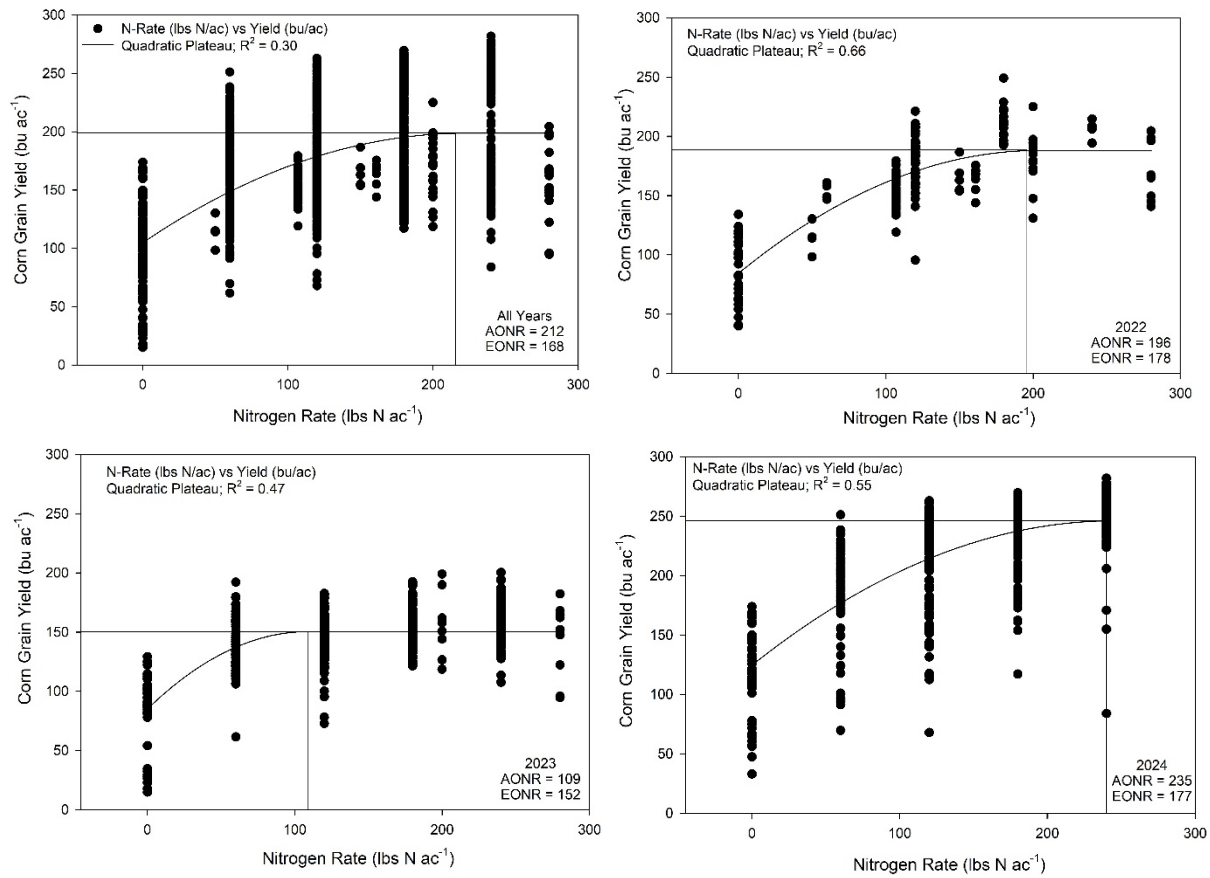 N-Rate (lbs N/ac) vs Yield (bu/ac)
Quadratic Plateau; R² = 0.30
Corn Grain Yield (bu ac⁻¹)
300
250
200
150
100
50
0
All Years
AONR = 212
EONR = 168
0 100 200 300
Nitrogen Rate (lbs N ac⁻¹)
N-Rate (lbs N/ac) vs Yield (bu/ac)
Quadratic Plateau; R² = 0.66
Corn Grain Yield (bu ac⁻¹)
300
250
200
150
100
50
0
2022
AONR = 196
EONR = 178
0 100 200 300
Nitrogen Rate (lbs N ac⁻¹)
N-Rate (lbs N/ac) vs Yield (bu/ac)
Quadratic Plateau; R² = 0.47
Corn Grain Yield (bu ac⁻¹)
300
250
200
150
100
50
0
2023
AONR = 109
EONR = 152
0 100 200 300
Nitrogen Rate (lbs N ac⁻¹)
N-Rate (lbs N/ac) vs Yield (bu/ac)
Quadratic Plateau; R² = 0.55
Corn Grain Yield (bu ac⁻¹)
300
250
200
150
100
50
0
2024
AONR = 235
EONR = 177
0 100 200 300
Nitrogen Rate (lbs N ac⁻¹)